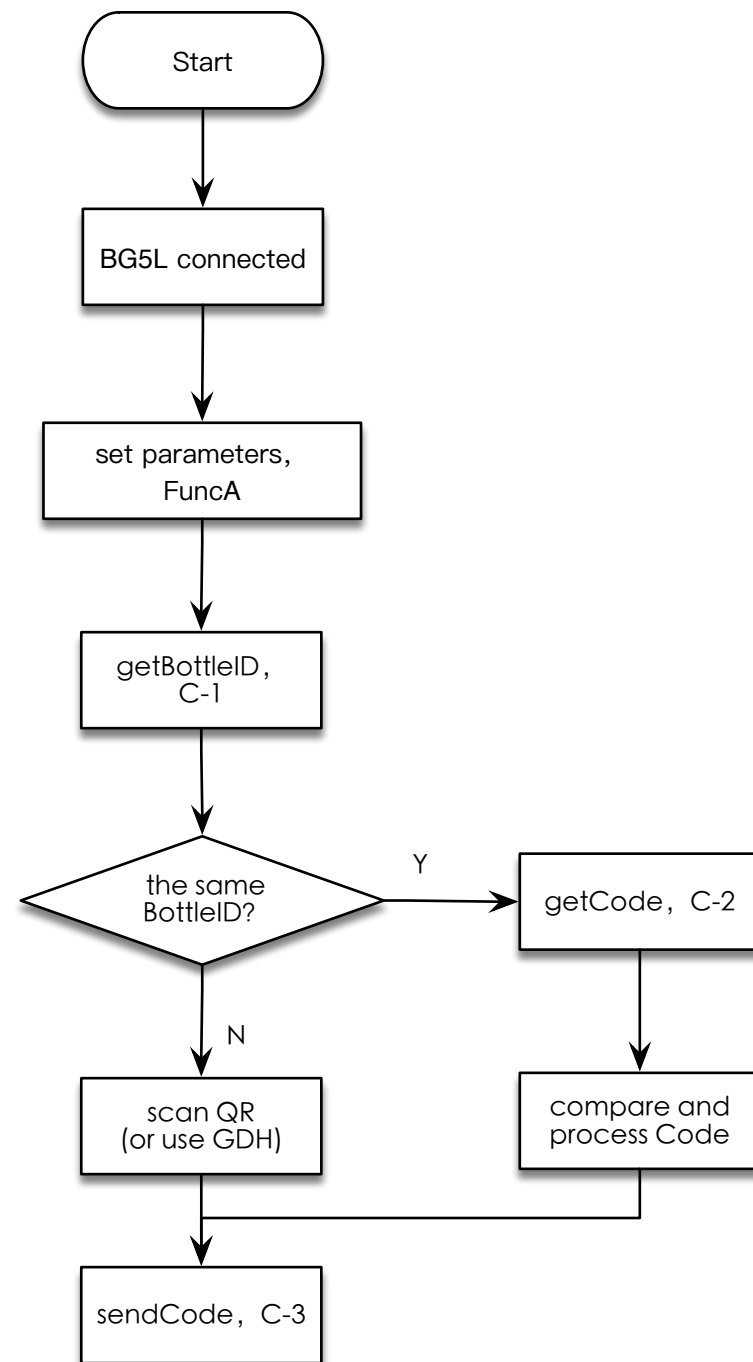 Start
BG5L connected
set parameters,
FuncA
getBottleID,
C-1
the same
BottleID?
Y
getCode, C-2
N
scan QR
(or use GDH)
compare and
process Code
sendCode, C-3